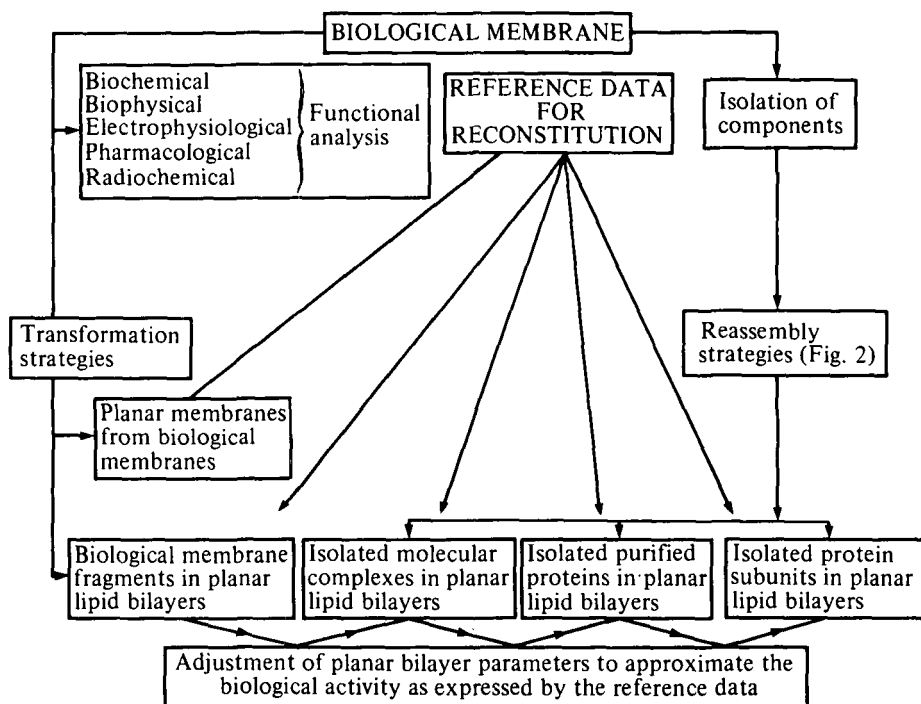 BIOLOGICAL MEMBRANE
Biochemical
Biophysical
Electrophysiological
Pharmacological
Radiochemical
Functional
analysis
REFERENCE DATA
FOR
RECONSTITUTION
Isolation of
components
Transformation
strategies
Reassembly
strategies (Fig. 2)
Planar membranes
from biological
membranes
Biological membrane
fragments in planar
lipid bilayers
Isolated molecular
complexes in planar
lipid bilayers
Isolated purified
proteins in planar
lipid bilayers
Isolated protein
subunits in planar
lipid bilayers
Adjustment of planar bilayer parameters to approximate the
biological activity as expressed by the reference data